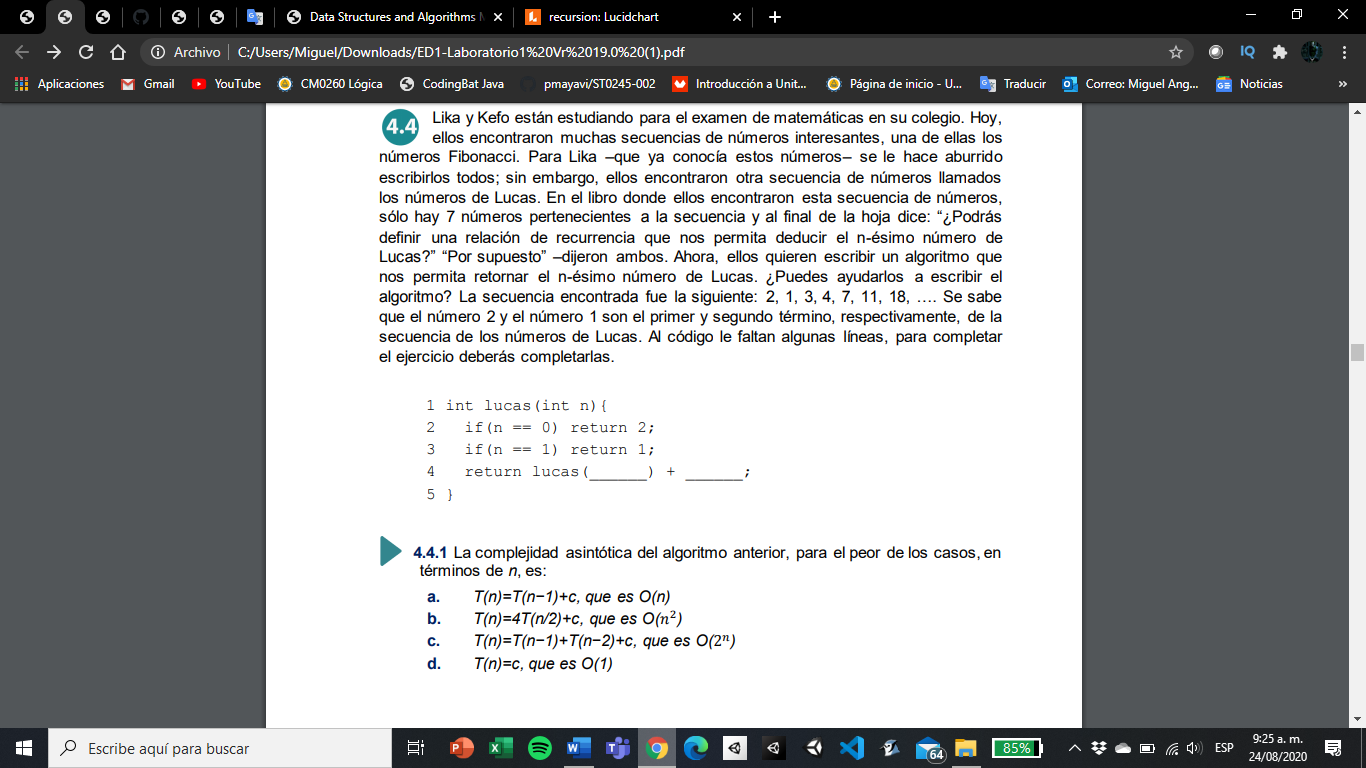 Data Structures and Algorithms
recursion: Lucidchart
Archivo
C:/Users/Miguel/Downloads/ED1-Laboratorio1%20Vr%2019.0%20(1).pdf
Aplicaciones
Gmail
YouTube
CM0260 Lógica
CodingBat Java
pmayavi/ST0245-002
Introducción a Unit...
Página de inicio - U...
Traducir
Correo: Miguel Ang...
Noticias
4.4 Lika y Kefo están estudiando para el examen de matemáticas en su colegio. Hoy,
ellos encontraron muchas secuencias de números interesantes, una de ellas los
números Fibonacci. Para Lika –que ya conocía estos números– se le hace aburrido
escribirlos todos; sin embargo, ellos encontraron otra secuencia de números llamados
los números de Lucas. En el libro donde ellos encontraron esta secuencia de números,
sólo hay 7 números pertenecientes a la secuencia y al final de la hoja dice: “¿Podrás
definir una relación de recurrencia que nos permita deducir el n-ésimo número de
Lucas?” “Por supuesto” –dijeron ambos. Ahora, ellos quieren escribir un algoritmo que
nos permita retornar el n-ésimo número de Lucas. ¿Puedes ayudarlos a escribir el
algoritmo? La secuencia encontrada fue la siguiente: 2, 1, 3, 4, 7, 11, 18, …. Se sabe
que el número 2 y el número 1 son el primer y segundo término, respectivamente, de la
secuencia de los números de Lucas. Al código le faltan algunas líneas, para completar
el ejercicio deberás completarlas.
1 int lucas(int n){
2 if(n == 0) return 2;
3 if(n == 1) return 1;
4 return lucas(______) + ______;
5 }
4.4.1 La complejidad asintótica del algoritmo anterior, para el peor de los casos, en
términos de n, es:
a. T(n)=T(n−1)+c, que es O(n)
b. T(n)=4T(n/2)+c, que es O(n²)
c. T(n)=T(n−1)+T(n−2)+c, que es O(2ⁿ)
d. T(n)=c, que es O(1)
Escribe aquí para buscar
64
85%
ESP
9:25 a. m.
24/08/2020